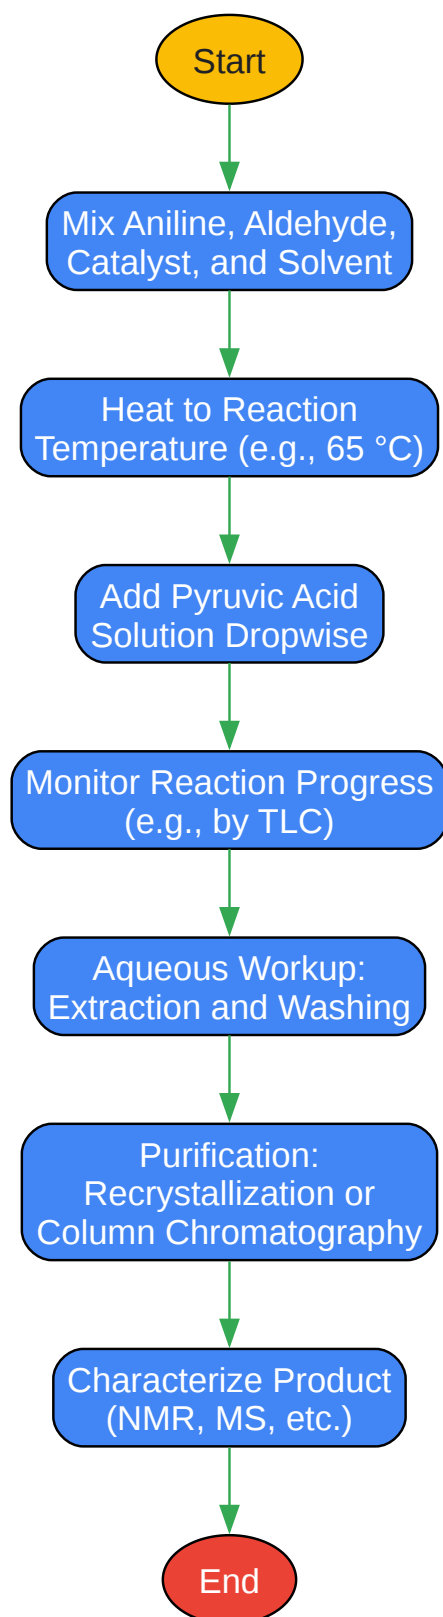 Start
Mix Aniline, Aldehyde,
Catalyst, and Solvent
Heat to Reaction
Temperature (e.g., 65 °C)
Add Pyruvic Acid
Solution Dropwise
Monitor Reaction Progress
(e.g., by TLC)
Aqueous Workup:
Extraction and Washing
Purification:
Recrystallization or
Column Chromatography
Characterize Product
(NMR, MS, etc.)
End